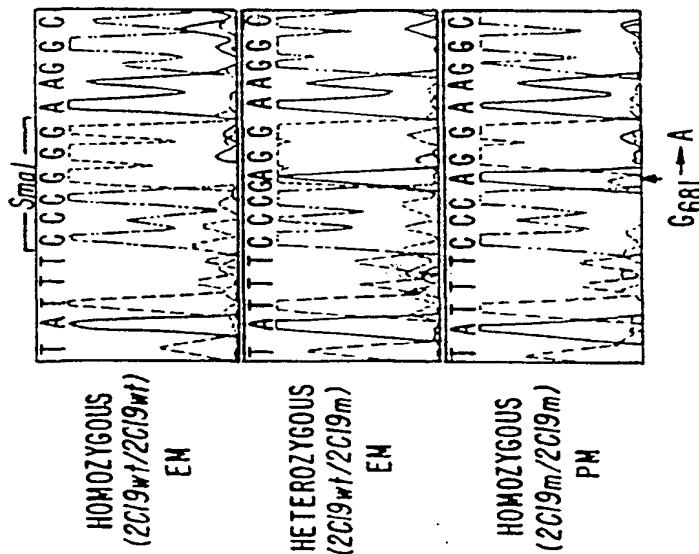 SmaI
HOMOZYGOUS
(2C19wt/2C19wt)
EM
T A T T T C C C G G G A A G G C
HETEROZYGOUS
(2C19wt/2C19m)
EM
T A T T T C C C G A G G A A G G C
HOMOZYGOUS
(2C19m/2C19m)
PM
T A T T T C C C A G G A A G G C
G681 → A